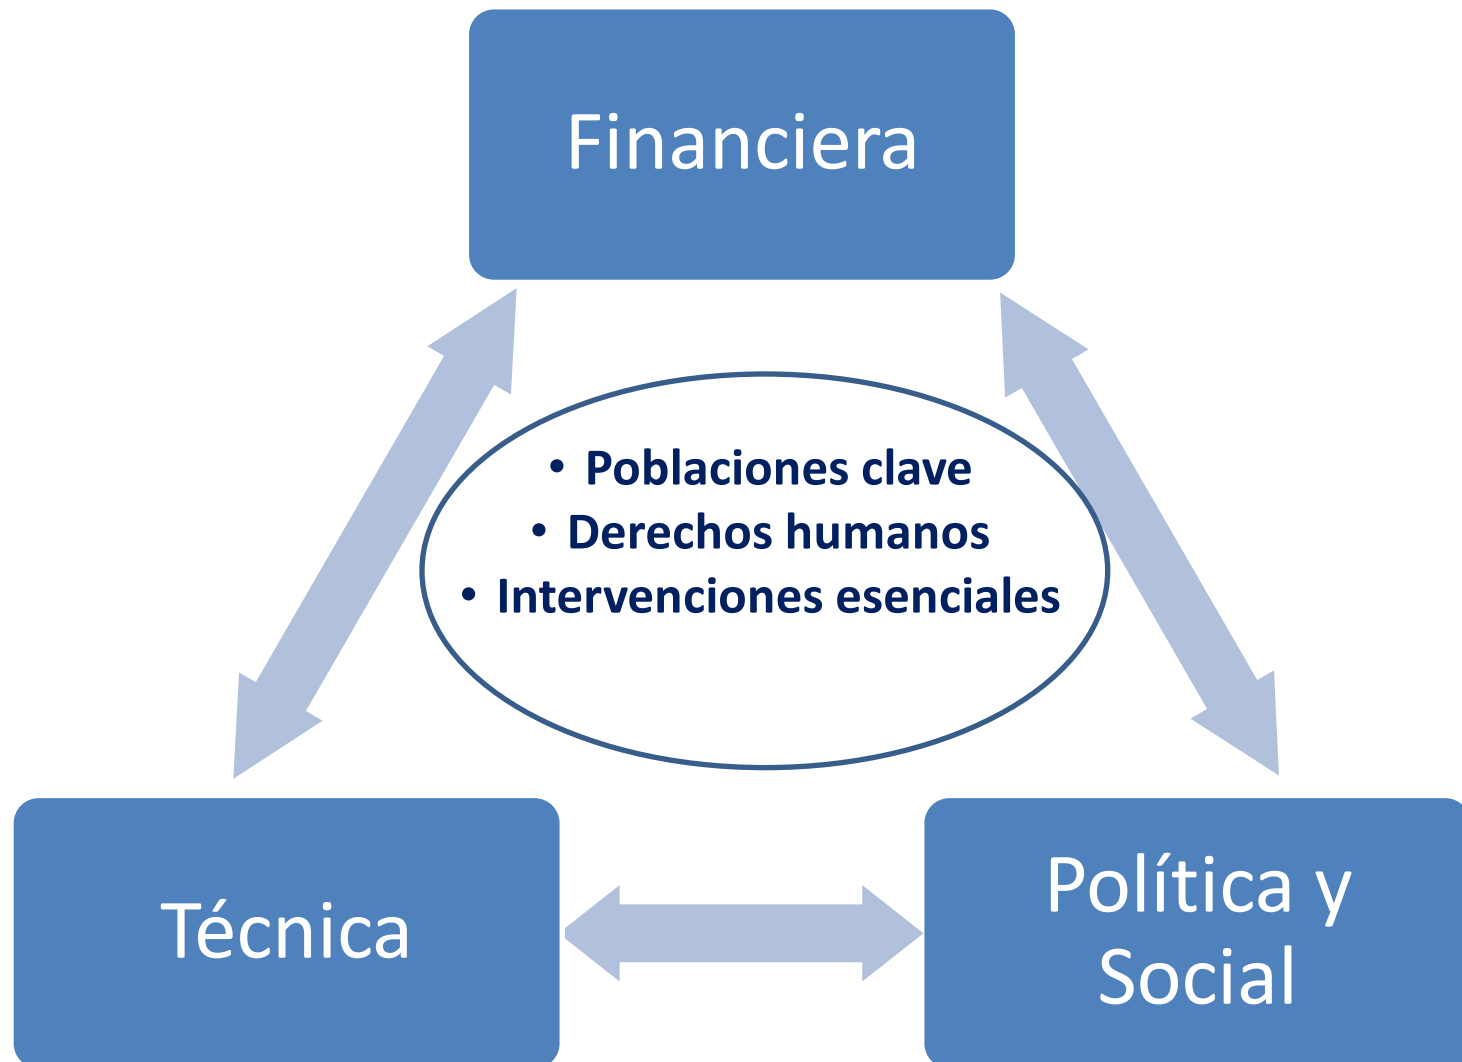 Financiera
• Poblaciones clave
• Derechos humanos
• Intervenciones esenciales
Técnica
Política y
Social